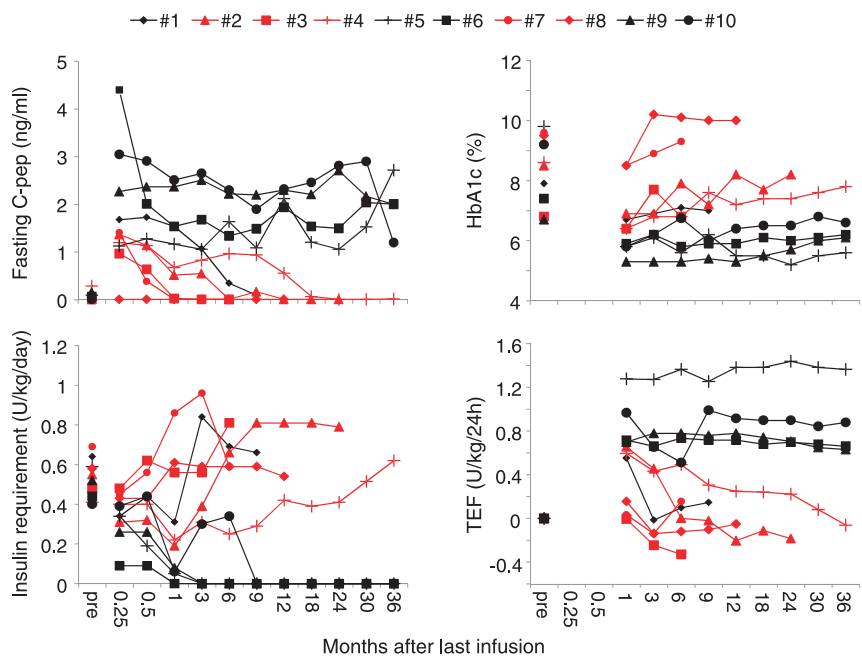 #1 #2 #3 #4 #5 #6 #7 #8 #9 #10
Fasting C-pep (ng/ml)
5
4
3
2
1
0
HbA1c (%)
10
8
6
4
Insulin requirement (U/kg/day)
1.2
1
0.8
0.6
0.4
0.2
0
pre 0.25 0.5 1 3 6 9 12 18 24 30 36
TEF (U/kg/24h)
1.6
1.2
0.8
0.4
0
-0.4
pre 0.25 0.5 1 3 6 9 12 18 24 30 36
Months after last infusion